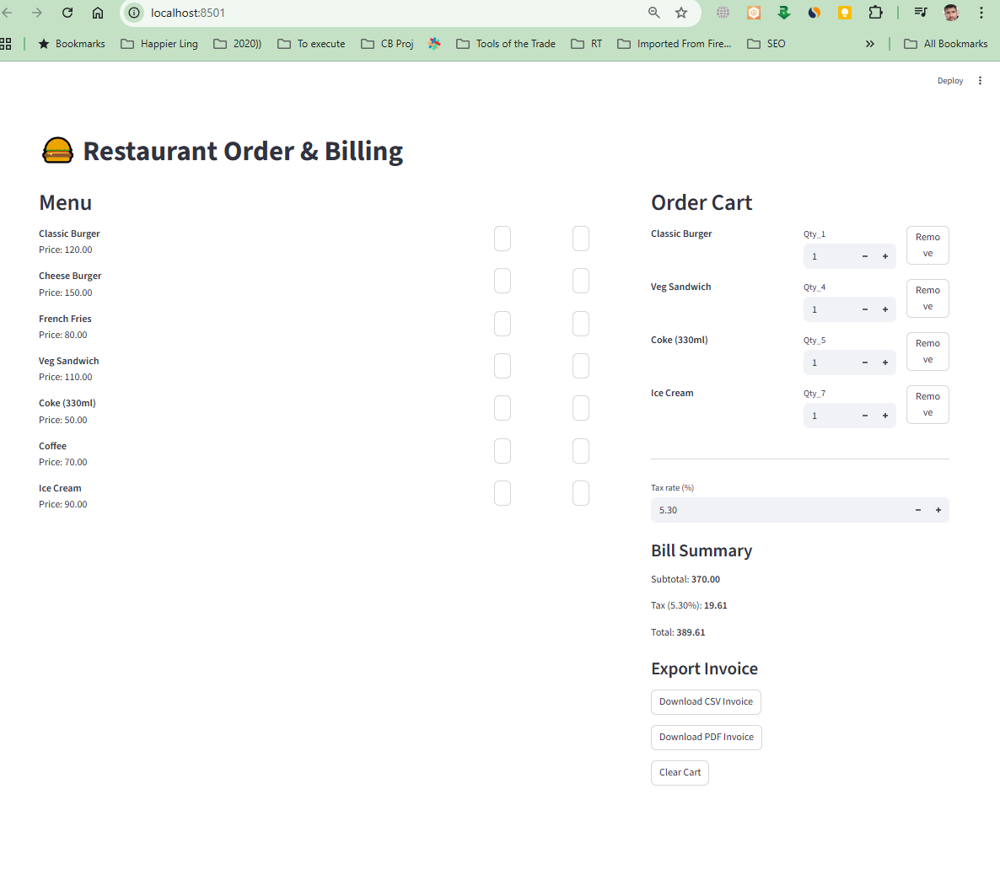 localhost:8501
Bookmarks
Happier Ling
2020))
To execute
CB Proj
Tools of the Trade
RT
Imported From Fire...
SEO
All Bookmarks
Deploy
Restaurant Order & Billing
Menu
Classic Burger
Price: 120.00
Cheese Burger
Price: 150.00
French Fries
Price: 80.00
Veg Sandwich
Price: 110.00
Coke (330ml)
Price: 50.00
Coffee
Price: 70.00
Ice Cream
Price: 90.00
Order Cart
Classic Burger
Qty_1
1
Remo
ve
Veg Sandwich
Qty_4
1
Remo
ve
Coke (330ml)
Qty_5
1
Remo
ve
Ice Cream
Qty_7
1
Remo
ve
Tax rate (%)
5.30
Bill Summary
Subtotal: 370.00
Tax (5.30%): 19.61
Total: 389.61
Export Invoice
Download CSV Invoice
Download PDF Invoice
Clear Cart